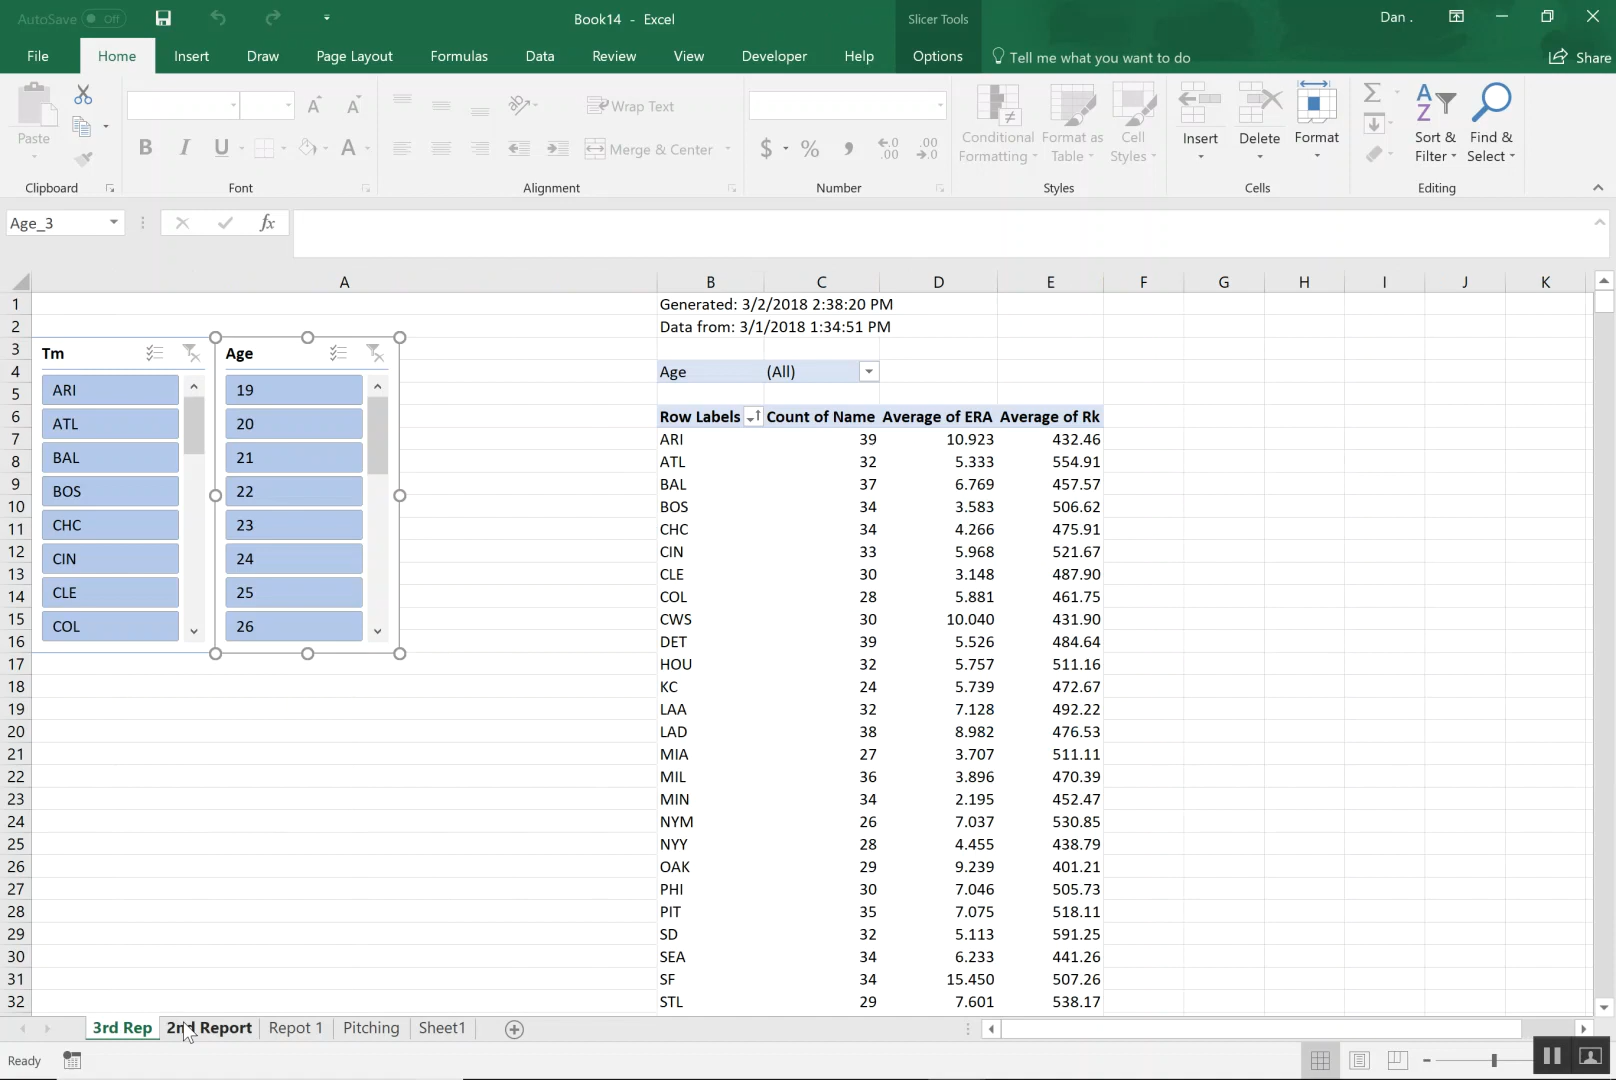 AutoSave Off
Book14 - Excel
Slicer Tools
Dan .
File Home Insert Draw Page Layout Formulas Data Review View Developer Help Options Tell me what you want to do Share
Paste
B I U A A A
Wrap Text
Merge & Center
$ % , .00 .00
Conditional Formatting
Format as Table
Cell Styles
Insert
Delete
Format
Sort & Filter
Find & Select
Clipboard Font Alignment Number Styles Cells Editing
Age_3 fx
A B C D E F G H I J K
1 Generated: 3/2/2018 2:38:20 PM
2 Data from: 3/1/2018 1:34:51 PM
3
4 Age (All)
5
6 Row Labels Count of Name Average of ERA Average of Rk
7 ARI 39 10.923 432.46
8 ATL 32 5.333 554.91
9 BAL 37 6.769 457.57
10 BOS 34 3.583 506.62
11 CHC 34 4.266 475.91
12 CIN 33 5.968 521.67
13 CLE 30 3.148 487.90
14 COL 28 5.881 461.75
15 CWS 30 10.040 431.90
16 DET 39 5.526 484.64
17 HOU 32 5.757 511.16
18 KC 24 5.739 472.67
19 LAA 32 7.128 492.22
20 LAD 38 8.982 476.53
21 MIA 27 3.707 511.11
22 MIL 36 3.896 470.39
23 MIN 34 2.195 452.47
24 NYM 26 7.037 530.85
25 NYY 28 4.455 438.79
26 OAK 29 9.239 401.21
27 PHI 30 7.046 505.73
28 PIT 35 7.075 518.11
29 SD 32 5.113 591.25
30 SEA 34 6.233 441.26
31 SF 34 15.450 507.26
32 STL 29 7.601 538.17
Tm
ARI
ATL
BAL
BOS
CHC
CIN
CLE
COL
Age
19
20
21
22
23
24
25
26
3rd Rep 2nd Report Repot 1 Pitching Sheet1
Ready